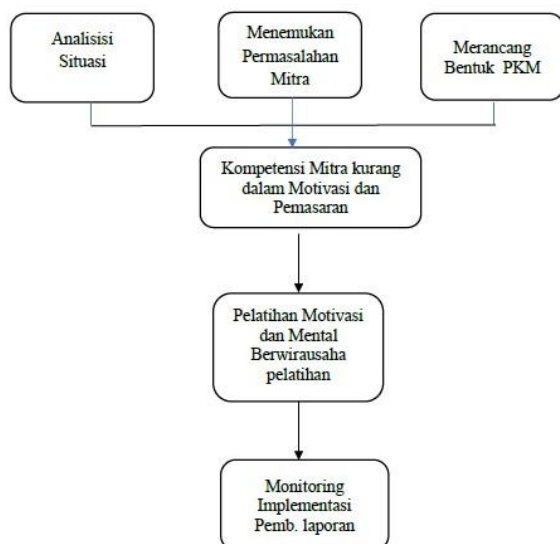 Analisisi
Situasi
Menemukan
Permasalahan
Mitra
Merancang
Bentuk PKM
Kompetensi Mitra kurang
dalam Motivasi dan
Pemasaran
Pelatihan Motivasi
dan Mental
Berwirausaha
pelatihan
Monitoring
Implementasi
Pemb. laporan